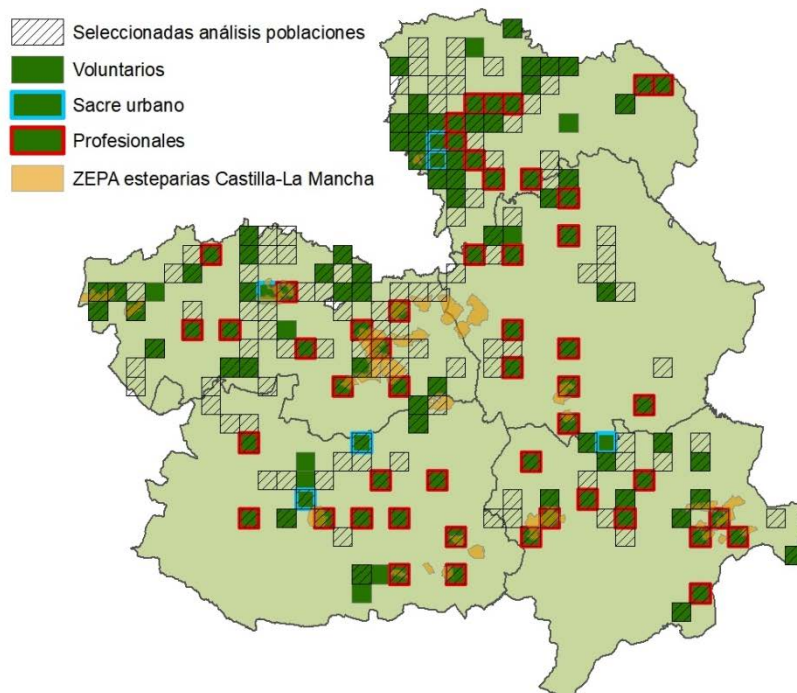 Seleccionadas análisis poblaciones
Voluntarios
Sacre urbano
Profesionales
ZEPA esteparias Castilla-La Mancha